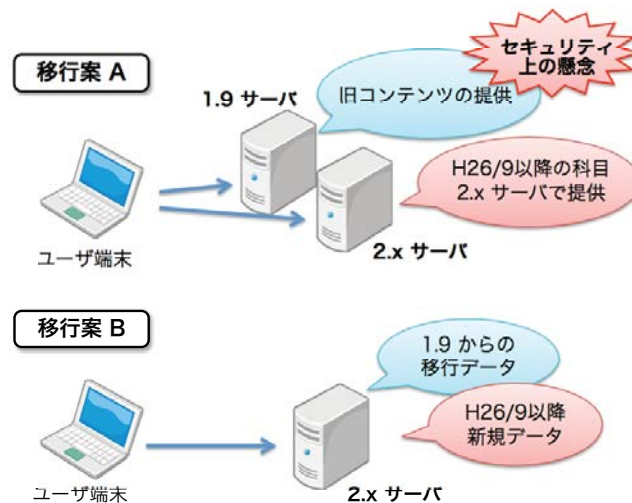 セキュリティ
上の懸念
移行案 A
1.9 サーバ
旧コンテンツの提供
H26/9以降の科目
2.x サーバで提供
ユーザ端末
2.x サーバ
移行案 B
1.9 からの
移行データ
H26/9以降
新規データ
ユーザ端末
2.x サーバ